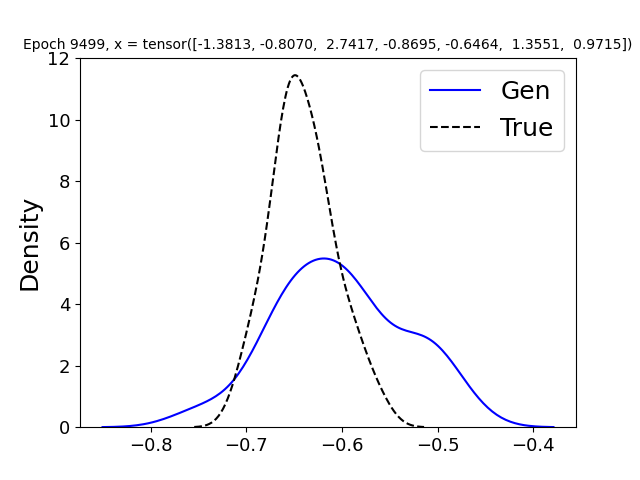 Epoch 9499, x = tensor([-1.3813, -0.8070,  2.7417, -0.8695, -0.6464,  1.3551,  0.9715])
12
10
8
6
4
2
0
Density
Gen
True
−0.8 −0.7 −0.6 −0.5 −0.4